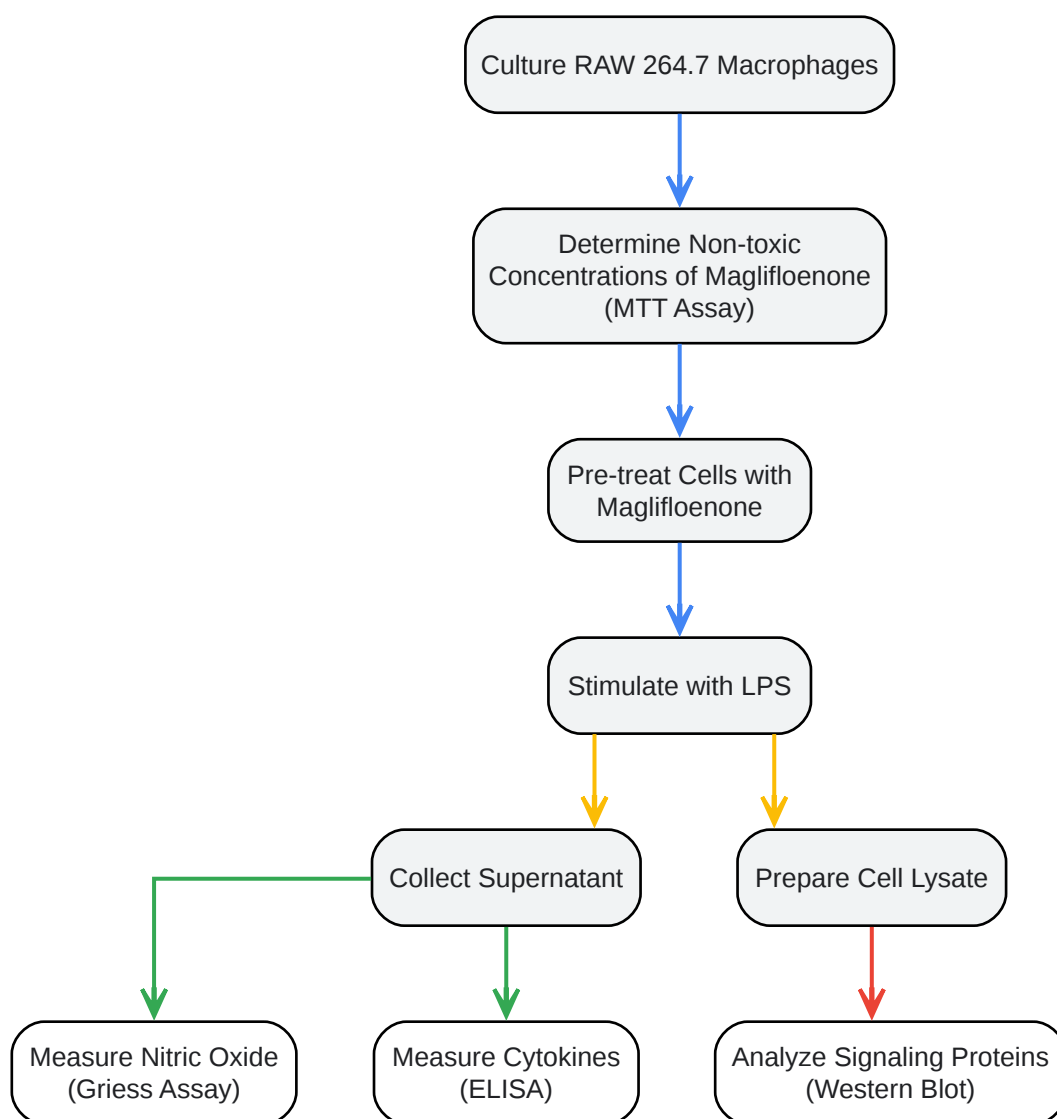 Culture RAW 264.7 Macrophages
Determine Non-toxic
Concentrations of Maglifloenone
(MTT Assay)
Pre-treat Cells with
Maglifloenone
Stimulate with LPS
Collect Supernatant
Prepare Cell Lysate
Measure Nitric Oxide
(Griess Assay)
Measure Cytokines
(ELISA)
Analyze Signaling Proteins
(Western Blot)